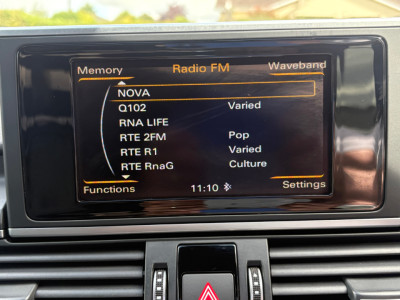 Memory Radio FM Waveband
NOVA
Q102 Varied
RNA LIFE
RTE 2FM Pop
RTE R1 Varied
RTE RnaG Culture
Functions 11:10 Settings